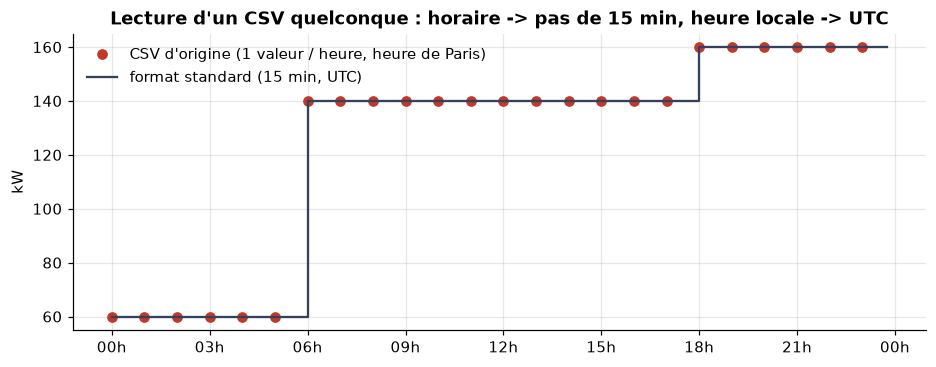 Lecture d'un CSV quelconque : horaire -> pas de 15 min, heure locale -> UTC
CSV d'origine (1 valeur / heure, heure de Paris)
format standard (15 min, UTC)
kW
160
140
120
100
80
60
00h 03h 06h 09h 12h 15h 18h 21h 00h